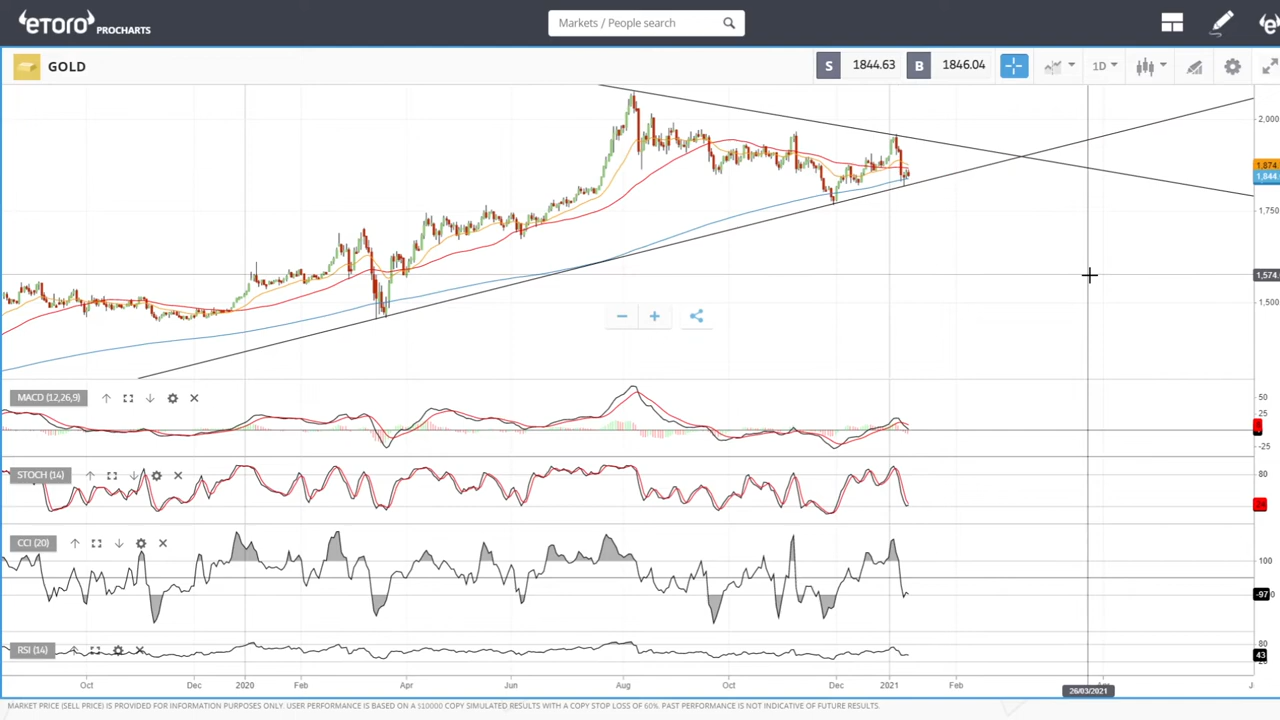 eTORO PROCHARTS
Markets / People search
GOLD
S 1844.63 B 1846.04
1D
2,000
1,874
1,844
1,750
1,574
1,500
MACD (12,26,9)
50
25
-25
STOCH (14)
80
CCI (20)
100
-97
RSI (14)
80
43
20
Oct Dec 2020 Feb Apr Jun Aug Oct Dec 2021 Feb
26/03/2021
MARKET PRICE (SELL PRICE) IS PROVIDED FOR INFORMATION PURPOSES ONLY. USER PERFORMANCE IS BASED ON A $10000 COPY SIMULATED RESULTS WITH A COPY STOP LOSS OF 60%. PAST PERFORMANCE IS NOT INDICATIVE OF FUTURE RESULTS.